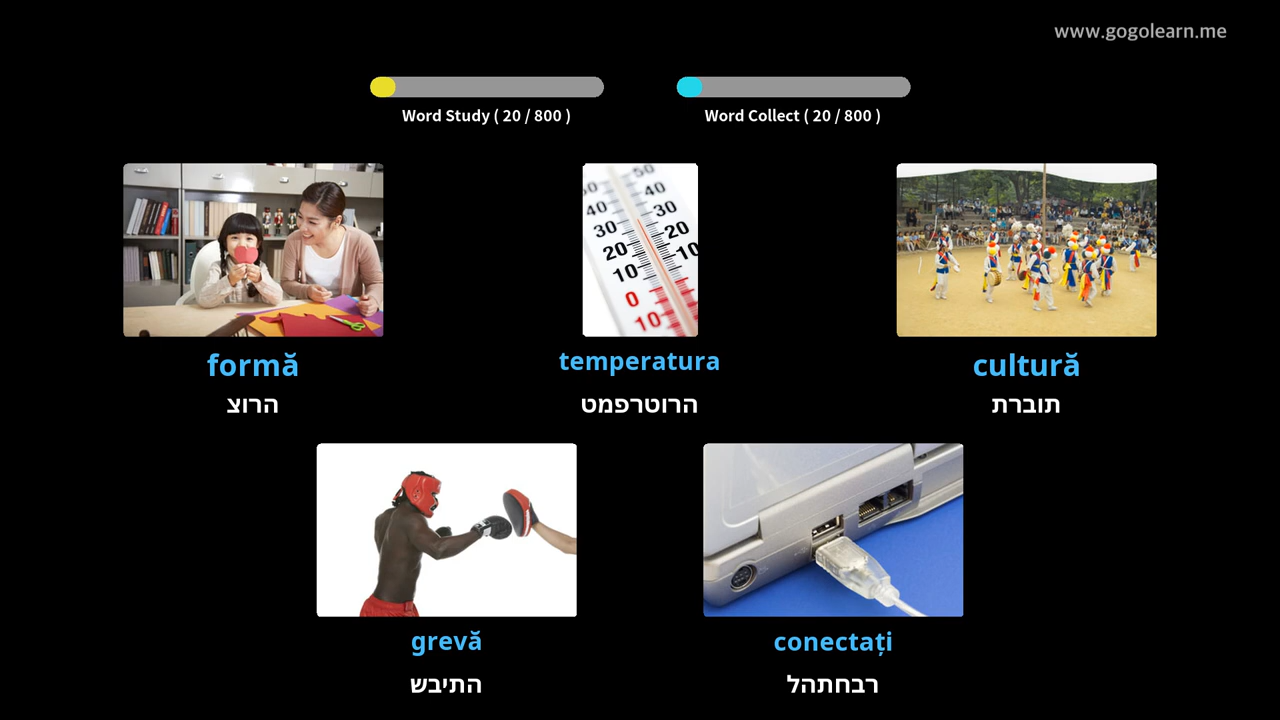 www.gogolearn.me
Word Study ( 20 / 800 )
Word Collect ( 20 / 800 )
formă
temperatura
cultură
הרוצ
הרוטרפמט
תוברת
grevă
conectați
התיבש
רבחתהל